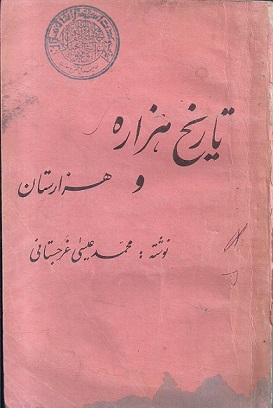 تاریخ هزاره
و
هزارستان
نوشته : محمد عیسی غرجستانی